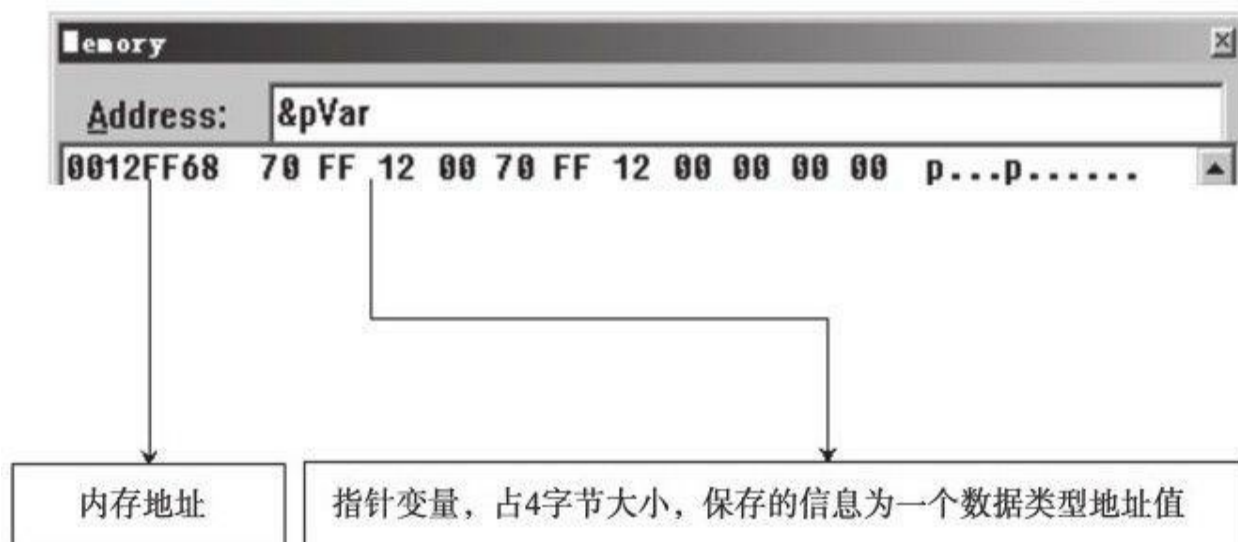 Memory
Address: &pVar
0012FF68 70 FF 12 00 70 FF 12 00 00 00 00 p...p......
内存地址
指针变量，占4字节大小，保存的信息为一个数据类型地址值